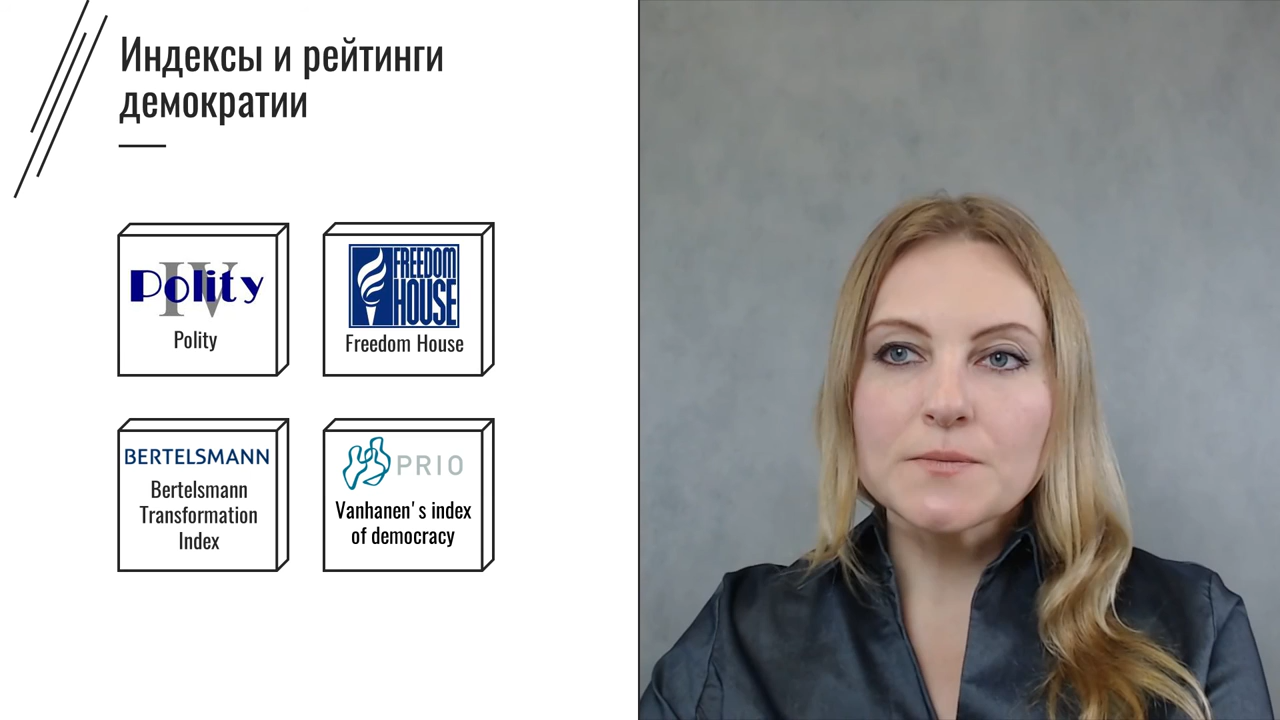 Индексы и рейтинги
демократии
Polity IV
Polity
FREEDOM
HOUSE
Freedom House
BERTELSMANN
Bertelsmann
Transformation
Index
PRIO
Vanhanen's index
of democracy